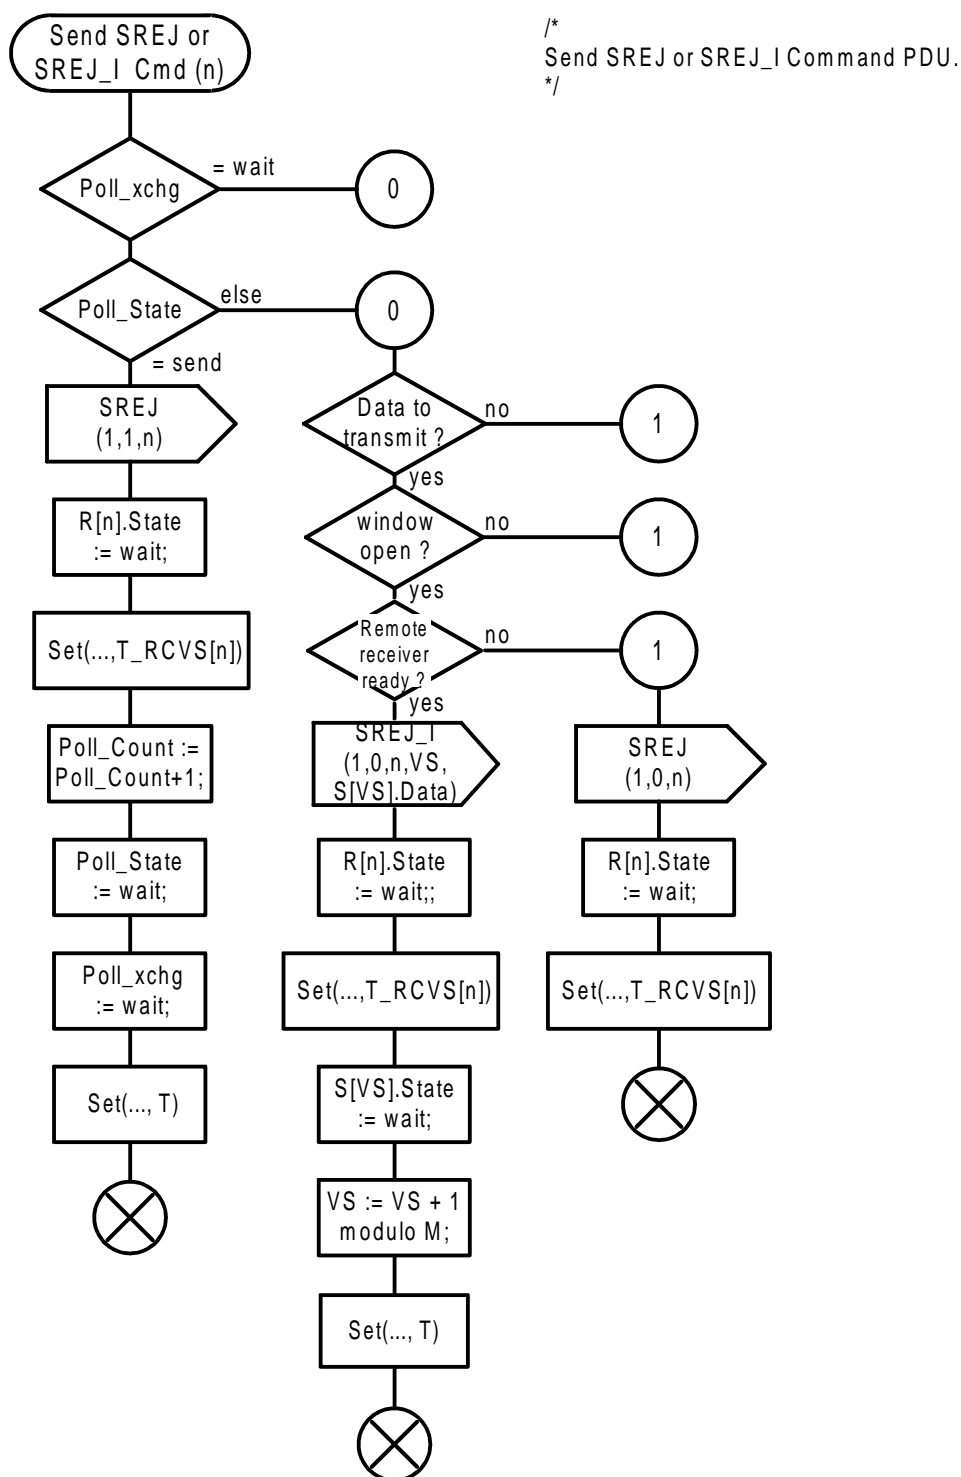 Send SREJ or
SREJ_I Cmd (n)
/*
Send SREJ or SREJ_I Command PDU.
*/
Poll_xchg
= wait
0
Poll_State
else
0
= send
SREJ
(1,1,n)
R[n].State
:= wait;
Set(...,T_RCVS[n])
Poll_Count :=
Poll_Count+1;
Poll_State
:= wait;
Poll_xchg
:= wait;
Set(..., T)
Data to
transmit ?
no
1
yes
window
open ?
no
1
yes
Remote
receiver
ready ?
no
1
yes
SREJ_I
(1,0,n,VS,
S[VS].Data)
R[n].State
:= wait;;
Set(...,T_RCVS[n])
S[VS].State
:= wait;
VS := VS + 1
modulo M;
Set(..., T)
SREJ
(1,0,n)
R[n].State
:= wait;
Set(...,T_RCVS[n])